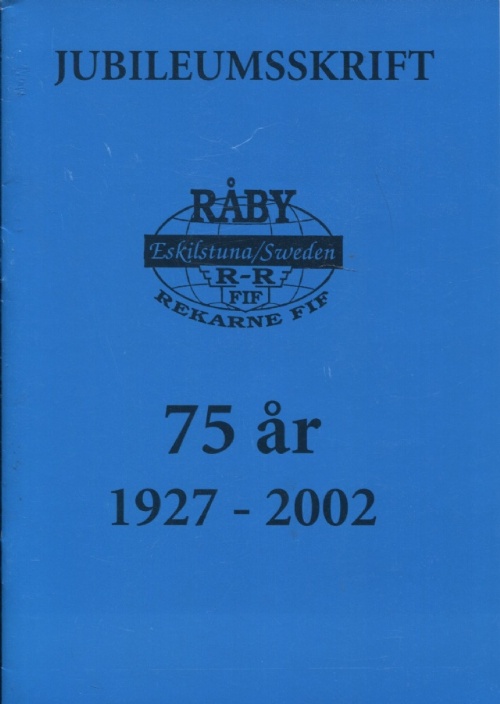 JUBILEUMSSKRIFT
RÅBY
Eskilstuna/Sweden
R-R
FIF
REKARNE FIF
75 år
1927 - 2002